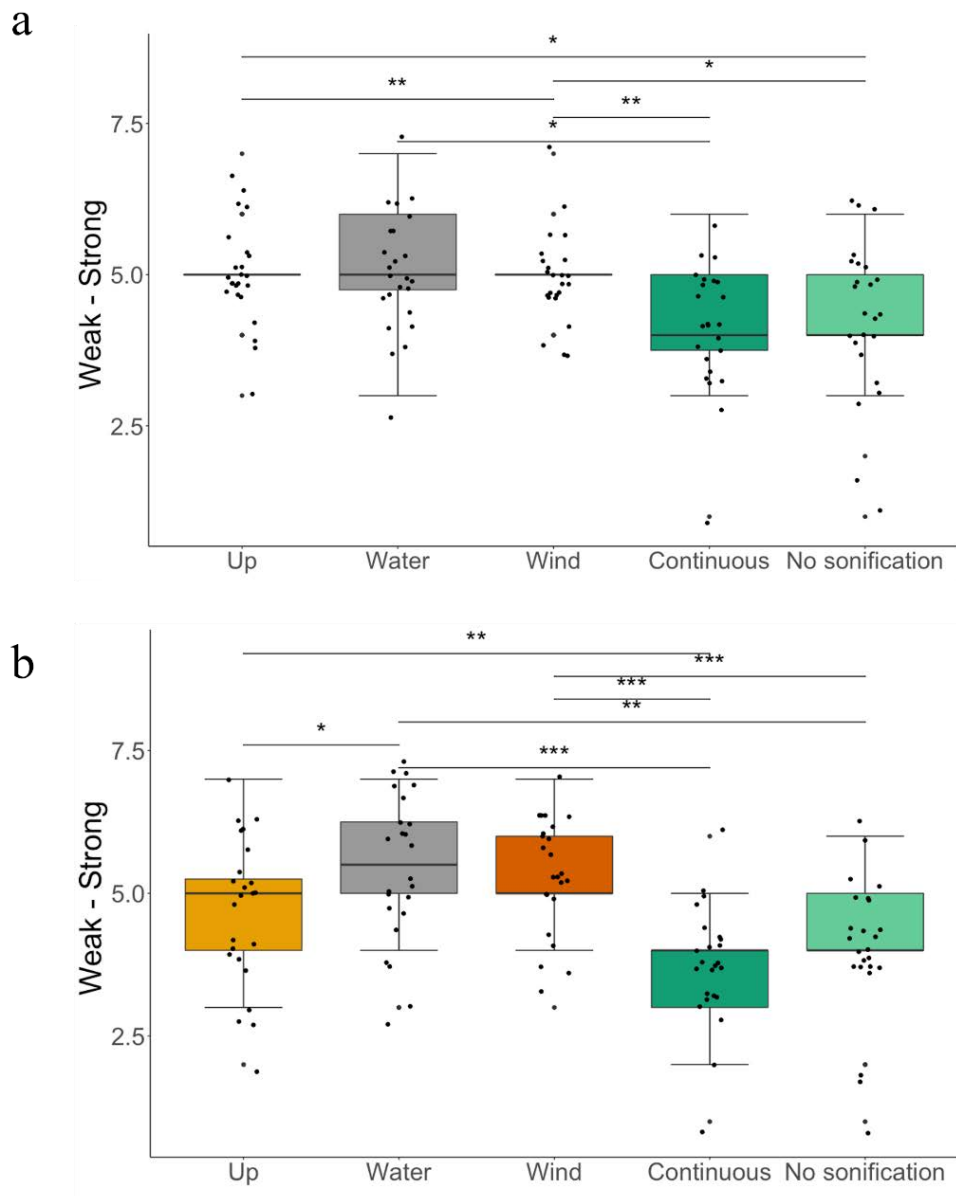 a
*
*
**
**
*
7.5
5.0
2.5
Weak - Strong
Up Water Wind Continuous No sonification
b
**
***
***
**
*
***
7.5
5.0
2.5
Weak - Strong
Up Water Wind Continuous No sonification